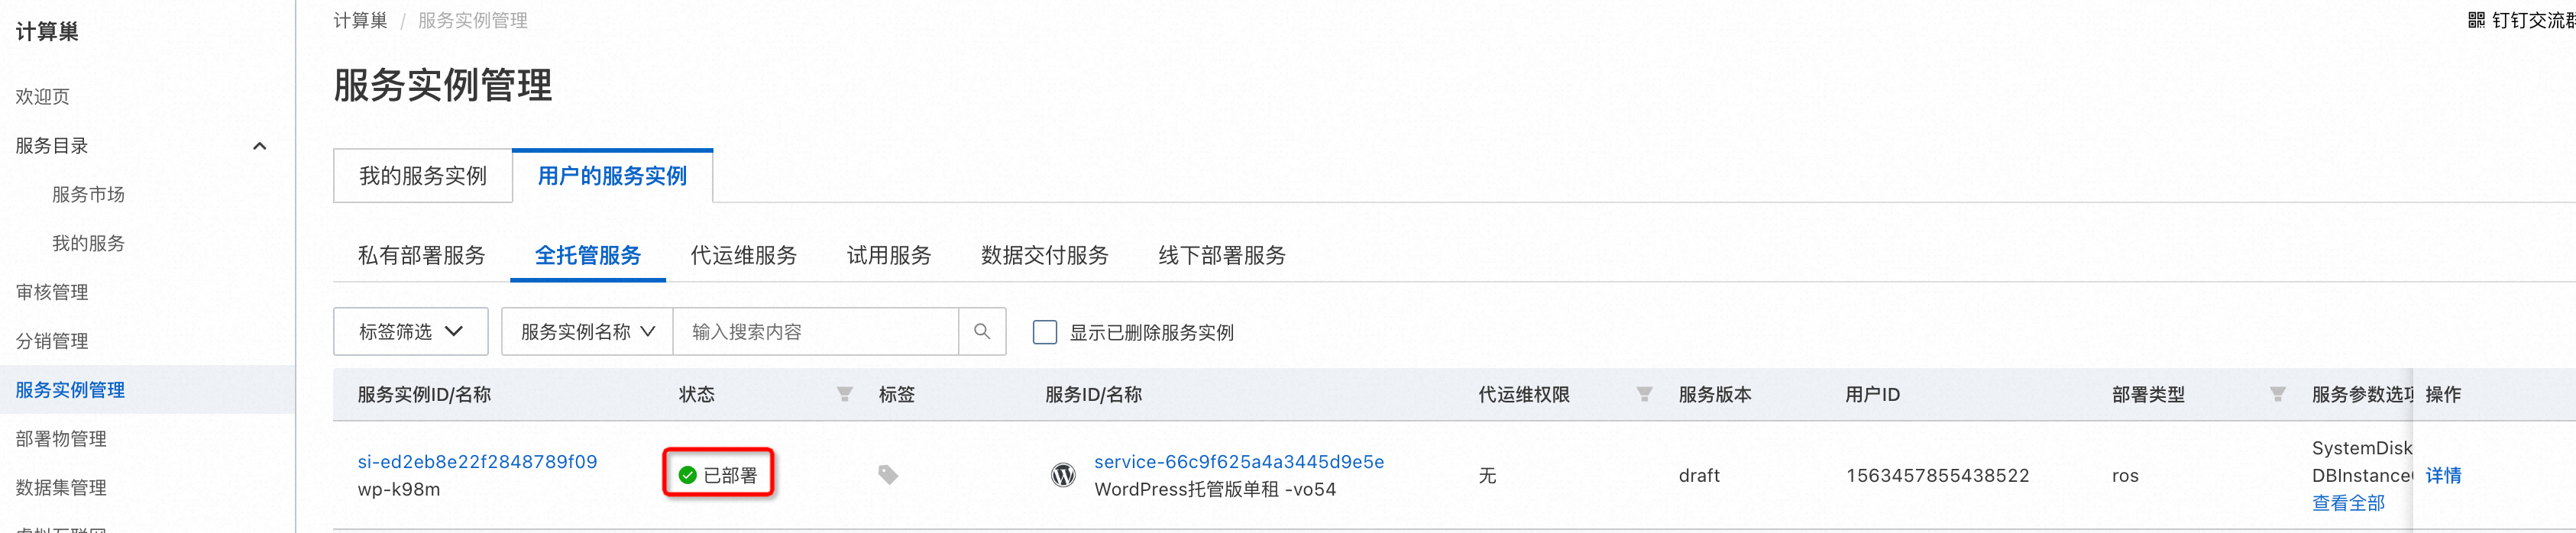 计算巢
欢迎页
服务目录
服务市场
我的服务
审核管理
分销管理
服务实例管理
部署物管理
数据集管理
计算巢 / 服务实例管理
钉钉交流群
服务实例管理
我的服务实例 用户的服务实例
私有部署服务 全托管服务 代运维服务 试用服务 数据交付服务 线下部署服务
标签筛选 服务实例名称 输入搜索内容 显示已删除服务实例
服务实例ID/名称 状态 标签 服务ID/名称 代运维权限 服务版本 用户ID 部署类型 服务参数选项 操作
si-ed2eb8e22f2848789f09
wp-k98m
已部署
service-66c9f625a4a3445d9e5e
WordPress托管版单租 -vo54
无
draft
1563457855438522
ros
SystemDisk
DBInstance
查看全部
详情